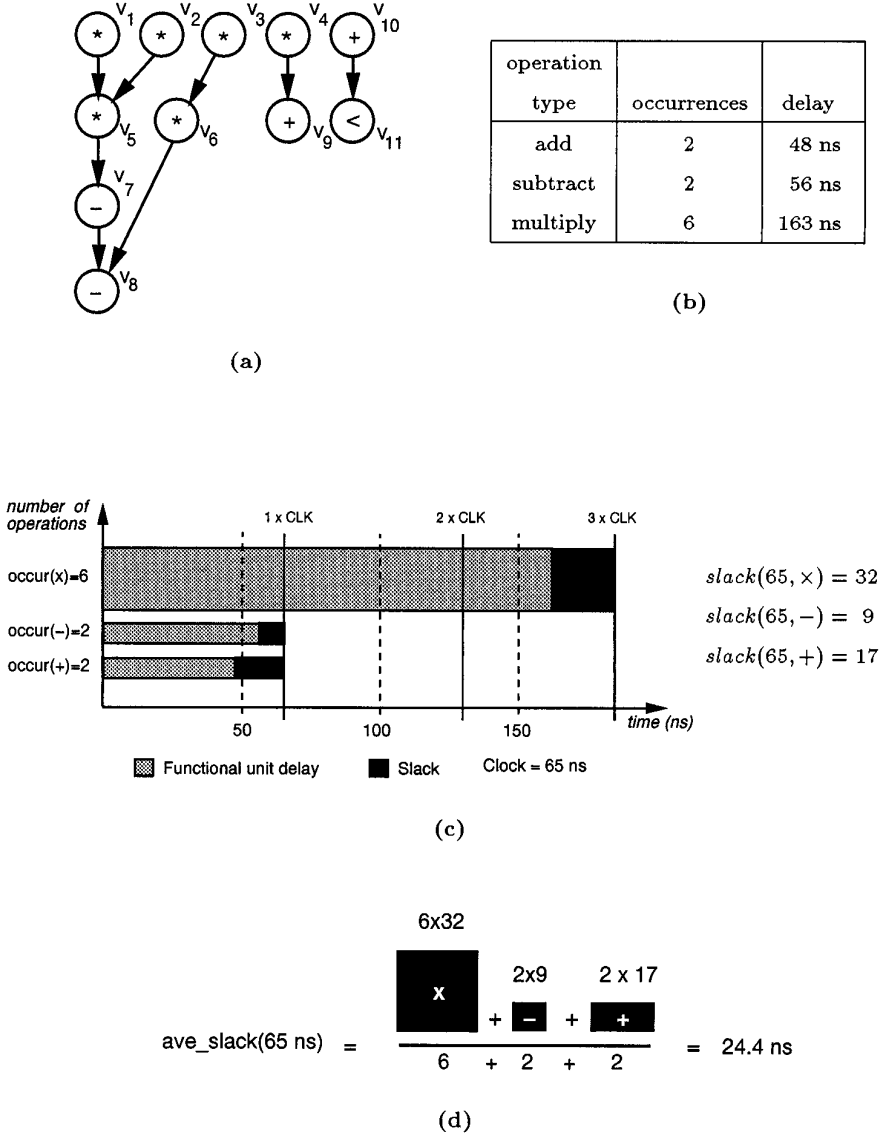 v1 v2 v3 v4 v10
* * * * +
* v5 * v6 + v9 < v11
v7
−
v8
−
(a)
operation type occurrences delay
add 2 48 ns
subtract 2 56 ns
multiply 6 163 ns
(b)
number of operations
1 x CLK 2 x CLK 3 x CLK
occur(x)=6
occur(−)=2
occur(+)=2
50 100 150 time (ns)
Functional unit delay Slack Clock = 65 ns
slack(65, ×) = 32
slack(65, −) = 9
slack(65, +) = 17
(c)
6x32
2x9 2 x 17
x + − + +
ave_slack(65 ns) = = 24.4 ns
6 + 2 + 2
(d)